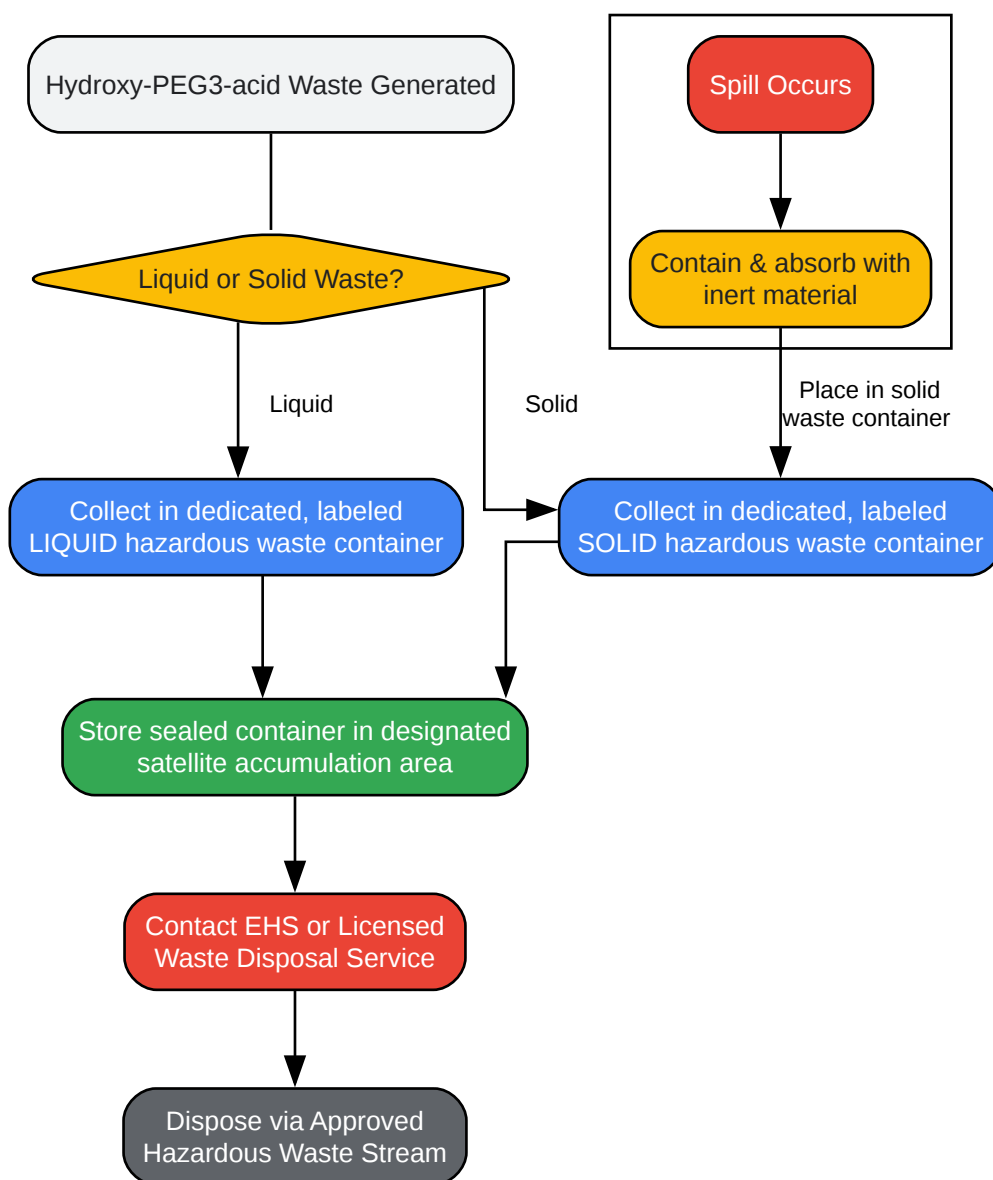 Hydroxy-PEG3-acid Waste Generated
Spill Occurs
Liquid or Solid Waste?
Contain & absorb with
inert material
Liquid
Solid
Place in solid
waste container
Collect in dedicated, labeled
LIQUID hazardous waste container
Collect in dedicated, labeled
SOLID hazardous waste container
Store sealed container in designated
satellite accumulation area
Contact EHS or Licensed
Waste Disposal Service
Dispose via Approved
Hazardous Waste Stream